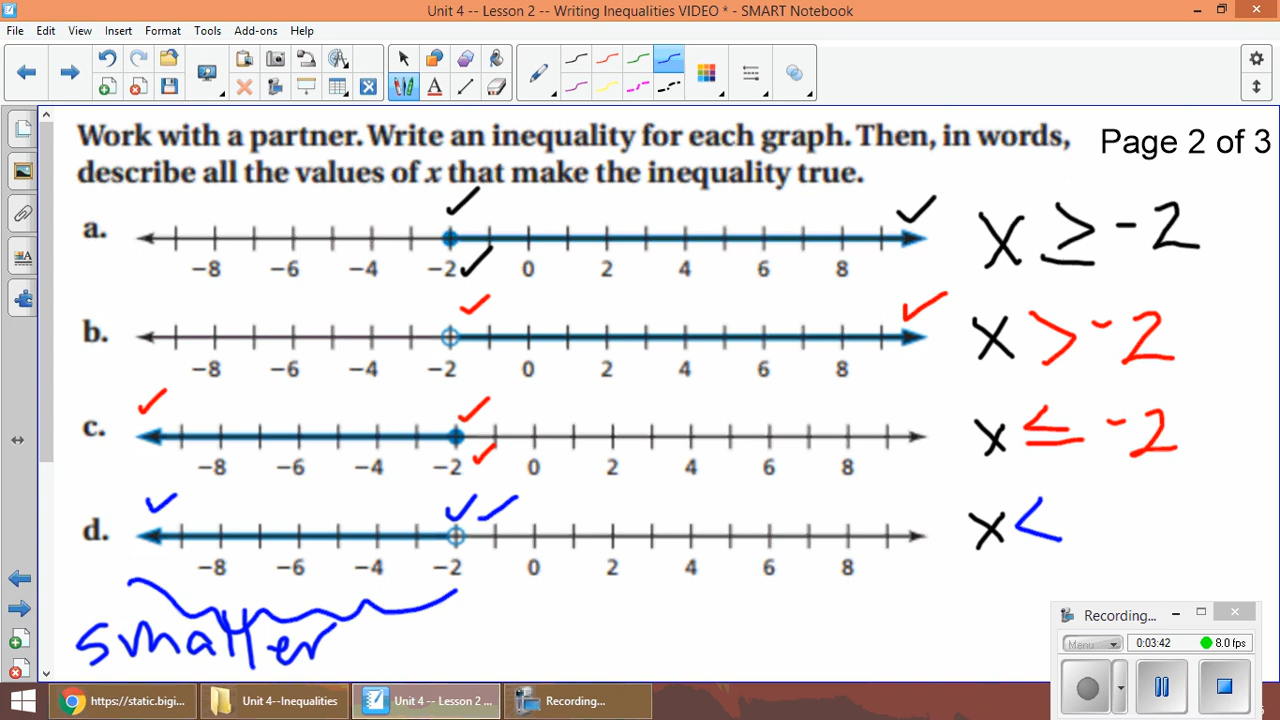 Unit 4 -- Lesson 2 -- Writing Inequalities VIDEO * - SMART Notebook
File Edit View Insert Format Tools Add-ons Help
Work with a partner. Write an inequality for each graph. Then, in words,
describe all the values of x that make the inequality true.
Page 2 of 3
a.
−8 −6 −4 −2 0 2 4 6 8
x ≥ -2
b.
−8 −6 −4 −2 0 2 4 6 8
x > -2
c.
−8 −6 −4 −2 0 2 4 6 8
x ≤ -2
d.
−8 −6 −4 −2 0 2 4 6 8
x <
smaller
Recording...
Menu 0:03:42 8.0 fps
https://static.bigi... Unit 4--Inequalities Unit 4 -- Lesson 2 ... Recording...